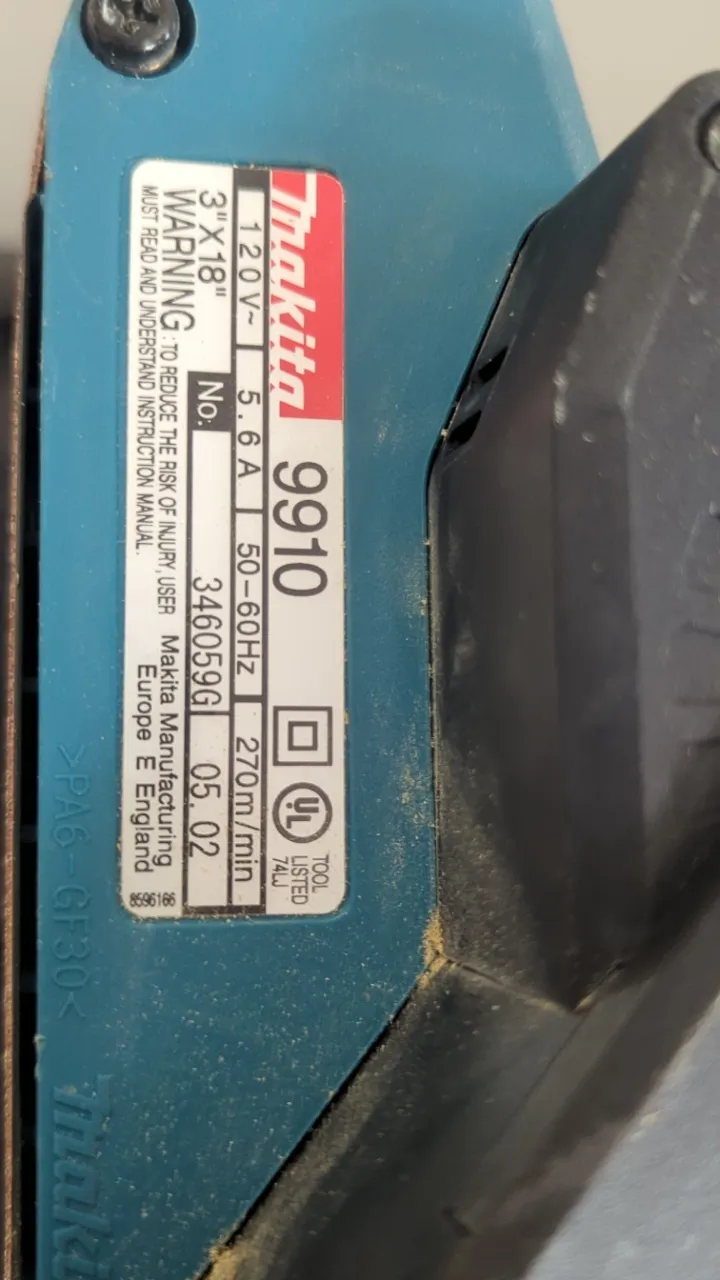 makita 9910
TOOL
LISTED
74LJ
120V~ 5.6A 50-60Hz 270m/min
3"X18" No. 346059G 05.02
WARNING : TO REDUCE THE RISK OF INJURY, USER
MUST READ AND UNDERSTAND INSTRUCTION MANUAL.
Makita Manufacturing
Europe E England
8596166
>PA6-GF30<
maki